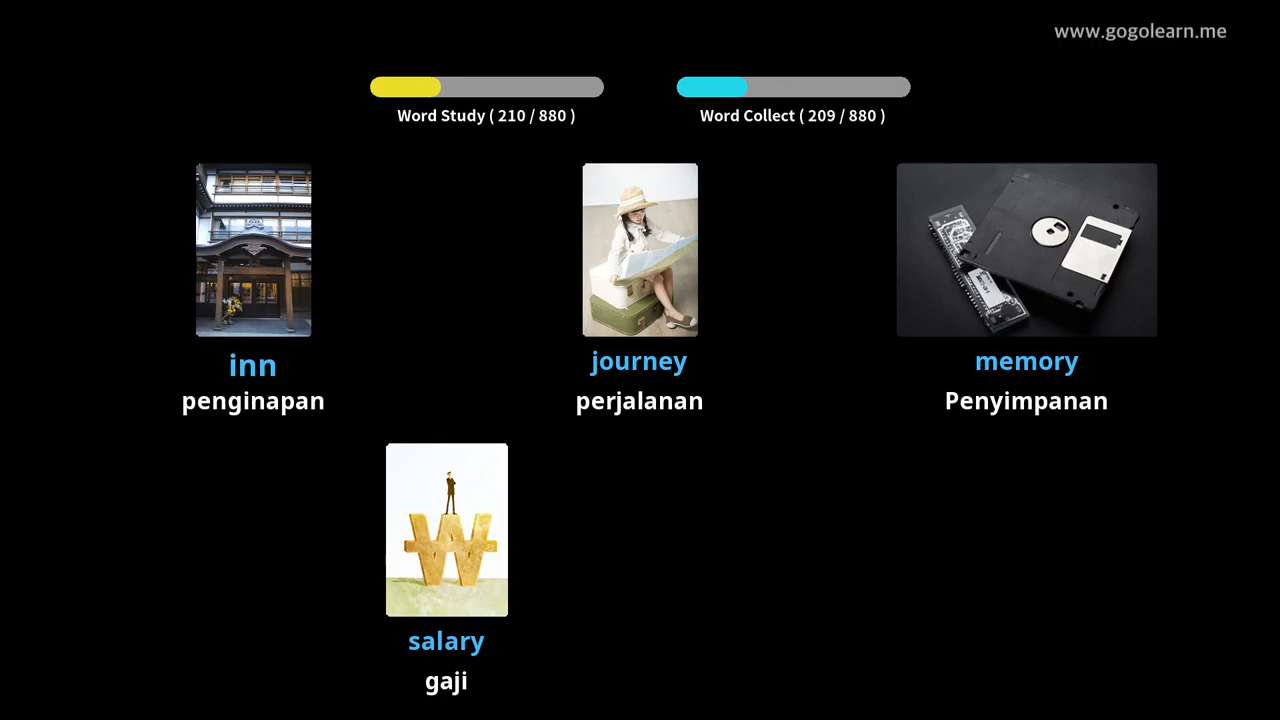 www.gogolearn.me
Word Study ( 210 / 880 )
Word Collect ( 209 / 880 )
inn
penginapan
journey
perjalanan
memory
Penyimpanan
salary
gaji